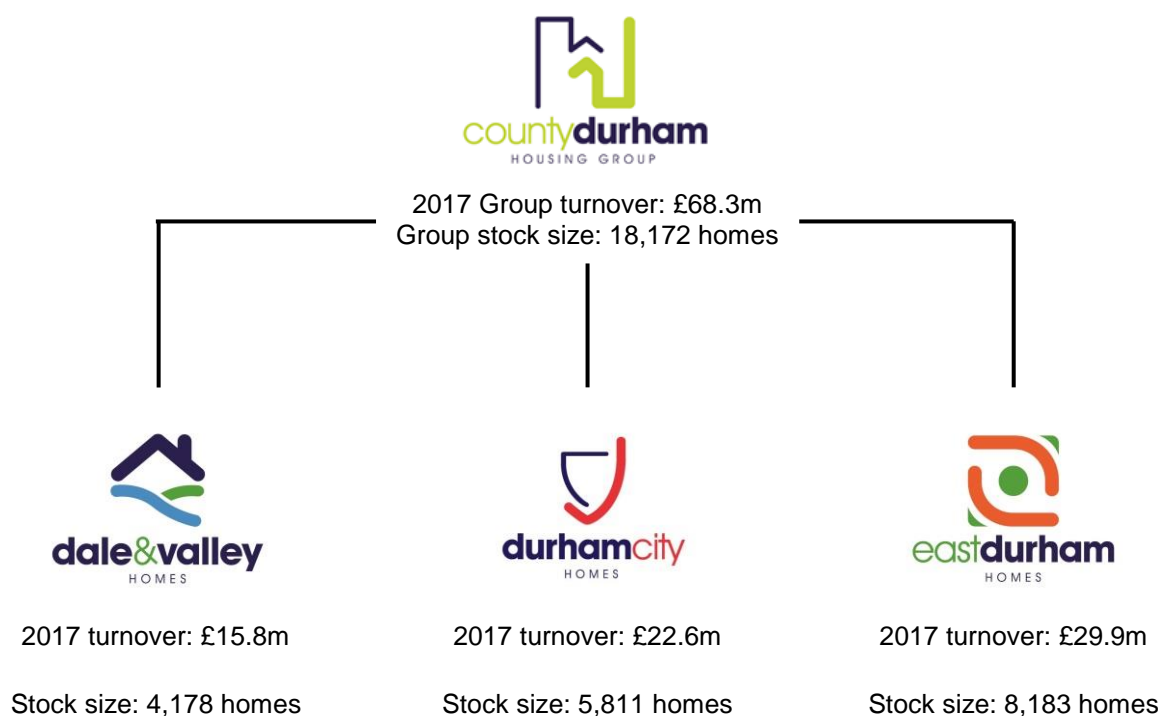 countydurham
HOUSING GROUP
2017 Group turnover: £68.3m
Group stock size: 18,172 homes
dale&valley
HOMES
2017 turnover: £15.8m
Stock size: 4,178 homes
durhamcity
HOMES
2017 turnover: £22.6m
Stock size: 5,811 homes
eastdurham
HOMES
2017 turnover: £29.9m
Stock size: 8,183 homes